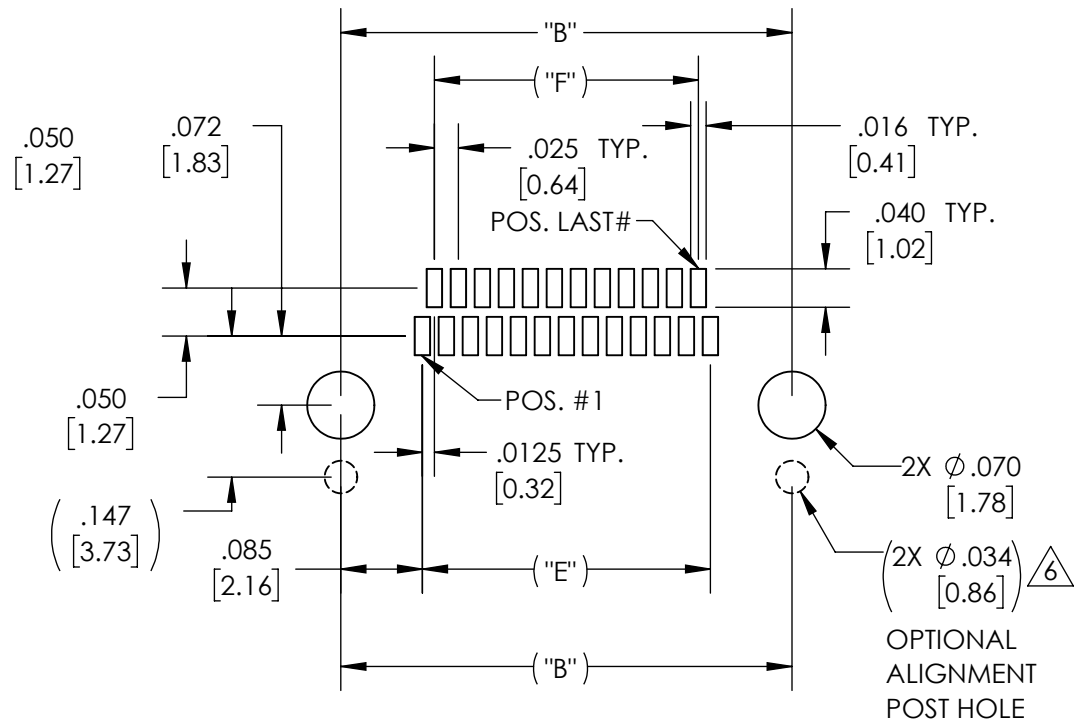 "B"
("F")
.050
[1.27]
.072
[1.83]
.025 TYP.
[0.64]
.016 TYP.
[0.41]
POS. LAST#
.040 TYP.
[1.02]
.050
[1.27]
POS. #1
.0125 TYP.
[0.32]
2X Ø.070
[1.78]
(.147
[3.73])
.085
[2.16]
("E")
(2X Ø.034
[0.86])
6
OPTIONAL
ALIGNMENT
POST HOLE
("B")